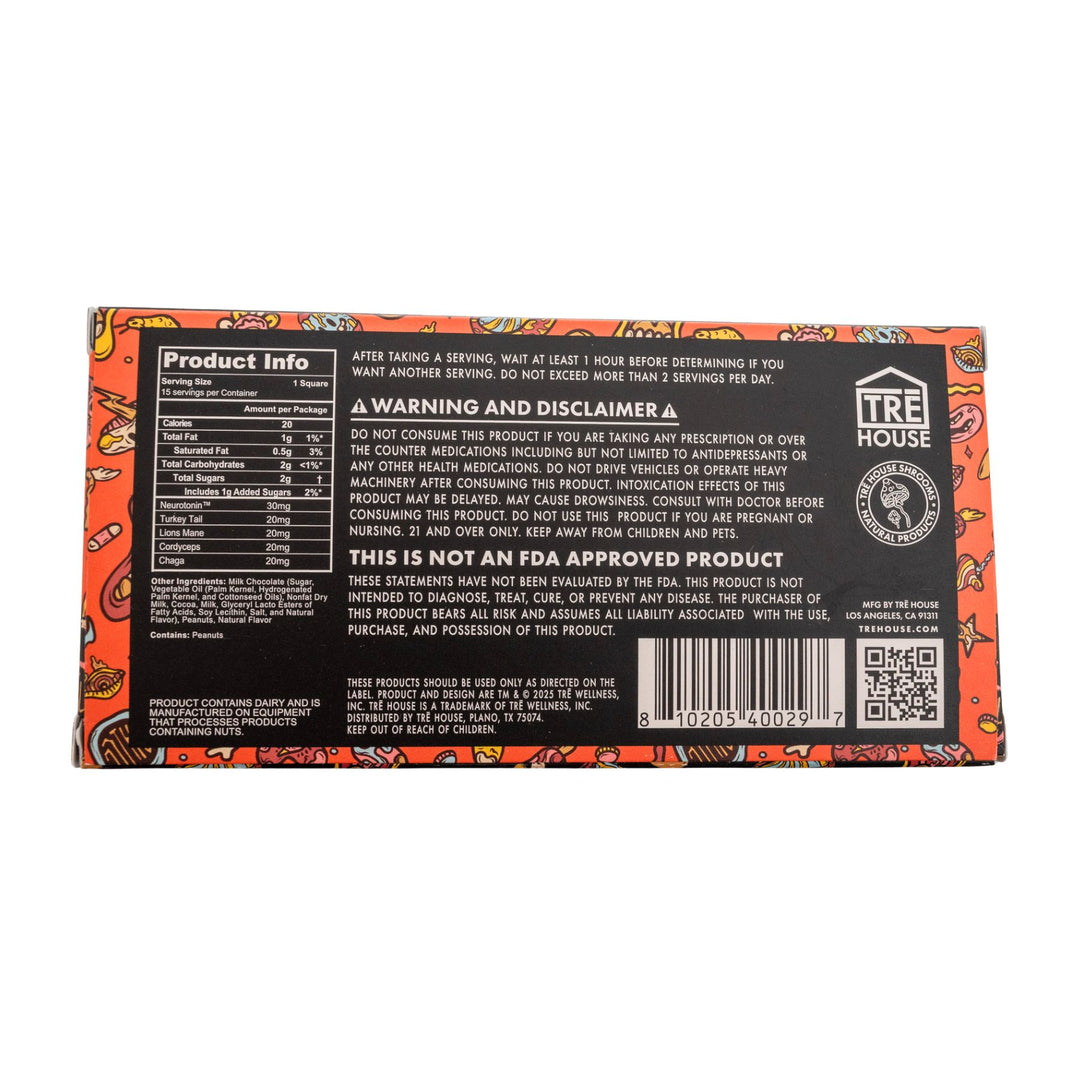 Product Info
Serving Size 1 Square
15 servings per Container
Amount per Package
Calories 20
Total Fat 1g 1%*
Saturated Fat 0.5g 3%
Total Carbohydrates 2g <1%*
Total Sugars 2g †
Includes 1g Added Sugars 2%*
Neurotonin™ 30mg
Turkey Tail 20mg
Lions Mane 20mg
Cordyceps 20mg
Chaga 20mg
Other Ingredients: Milk Chocolate (Sugar,
Vegetable Oil (Palm Kernel, Hydrogenated
Palm Kernel, and Cottonseed Oils), Nonfat Dry
Milk, Cocoa, Milk, Glyceryl Lacto Esters of
Fatty Acids, Soy Lecithin, Salt, and Natural
Flavor), Peanuts, Natural Flavor
Contains: Peanuts
PRODUCT CONTAINS DAIRY AND IS
MANUFACTURED ON EQUIPMENT
THAT PROCESSES PRODUCTS
CONTAINING NUTS.
AFTER TAKING A SERVING, WAIT AT LEAST 1 HOUR BEFORE DETERMINING IF YOU
WANT ANOTHER SERVING. DO NOT EXCEED MORE THAN 2 SERVINGS PER DAY.
WARNING AND DISCLAIMER
DO NOT CONSUME THIS PRODUCT IF YOU ARE TAKING ANY PRESCRIPTION OR OVER
THE COUNTER MEDICATIONS INCLUDING BUT NOT LIMITED TO ANTIDEPRESSANTS OR
ANY OTHER HEALTH MEDICATIONS. DO NOT DRIVE VEHICLES OR OPERATE HEAVY
MACHINERY AFTER CONSUMING THIS PRODUCT. INTOXICATION EFFECTS OF THIS
PRODUCT MAY BE DELAYED. MAY CAUSE DROWSINESS. CONSULT WITH DOCTOR BEFORE
CONSUMING THIS PRODUCT. DO NOT USE THIS PRODUCT IF YOU ARE PREGNANT OR
NURSING. 21 AND OVER ONLY. KEEP AWAY FROM CHILDREN AND PETS.
THIS IS NOT AN FDA APPROVED PRODUCT
THESE STATEMENTS HAVE NOT BEEN EVALUATED BY THE FDA. THIS PRODUCT IS NOT
INTENDED TO DIAGNOSE, TREAT, CURE, OR PREVENT ANY DISEASE. THE PURCHASER OF
THIS PRODUCT BEARS ALL RISK AND ASSUMES ALL LIABILITY ASSOCIATED WITH THE USE,
PURCHASE, AND POSSESSION OF THIS PRODUCT.
THESE PRODUCTS SHOULD BE USED ONLY AS DIRECTED ON THE
LABEL. PRODUCT AND DESIGN ARE TM & © 2025 TRĒ WELLNESS,
INC. TRĒ HOUSE IS A TRADEMARK OF TRĒ WELLNESS, INC.
DISTRIBUTED BY TRĒ HOUSE, PLANO, TX 75074.
KEEP OUT OF REACH OF CHILDREN.
8 10205 40029 7
TRĒ
HOUSE
TRĒ HOUSE SHROOMS
NATURAL PRODUCTS
MFG BY TRĒ HOUSE
LOS ANGELES, CA 91311
TREHOUSE.COM